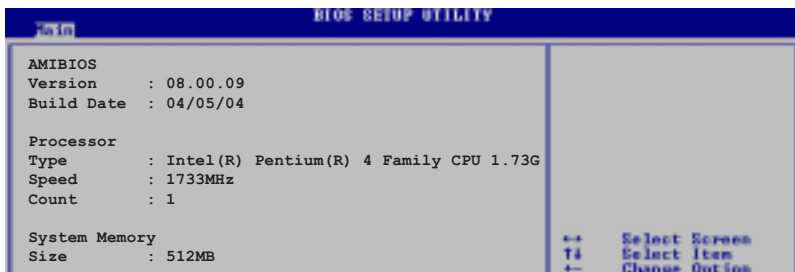 BIOS SETUP UTILITY
Main
AMIBIOS
Version : 08.00.09
Build Date : 04/05/04
Processor
Type : Intel(R) Pentium(R) 4 Family CPU 1.73G
Speed : 1733MHz
Count : 1
System Memory
Size : 512MB
↔ Select Screen
↑↓ Select Item
←- Change Option